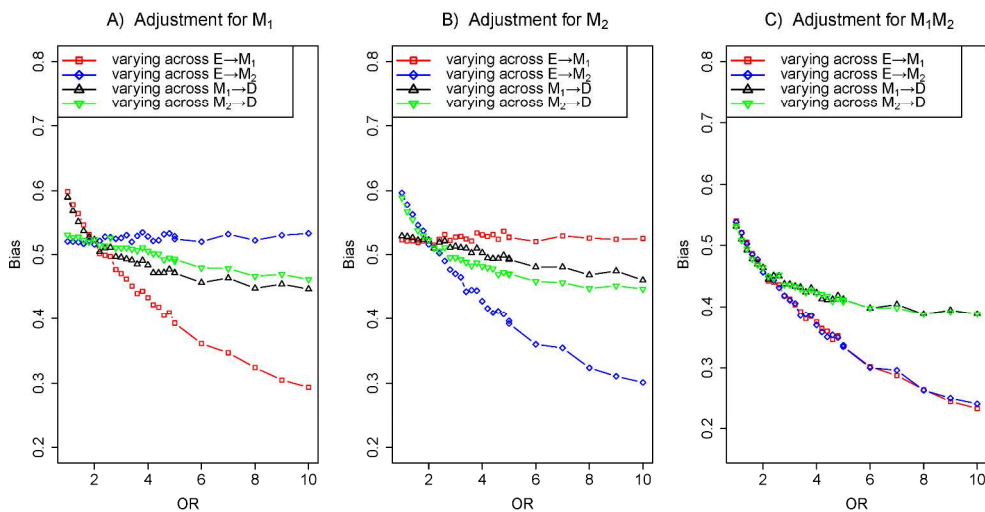 A) Adjustment for M₁
varying across E→M₁
varying across E→M₂
varying across M₁→D
varying across M₂→D
Bias
0.2 0.3 0.4 0.5 0.6 0.7 0.8
2 4 6 8 10
OR
B) Adjustment for M₂
varying across E→M₁
varying across E→M₂
varying across M₁→D
varying across M₂→D
Bias
0.2 0.3 0.4 0.5 0.6 0.7 0.8
2 4 6 8 10
OR
C) Adjustment for M₁M₂
varying across E→M₁
varying across E→M₂
varying across M₁→D
varying across M₂→D
Bias
0.2 0.3 0.4 0.5 0.6 0.7 0.8
2 4 6 8 10
OR